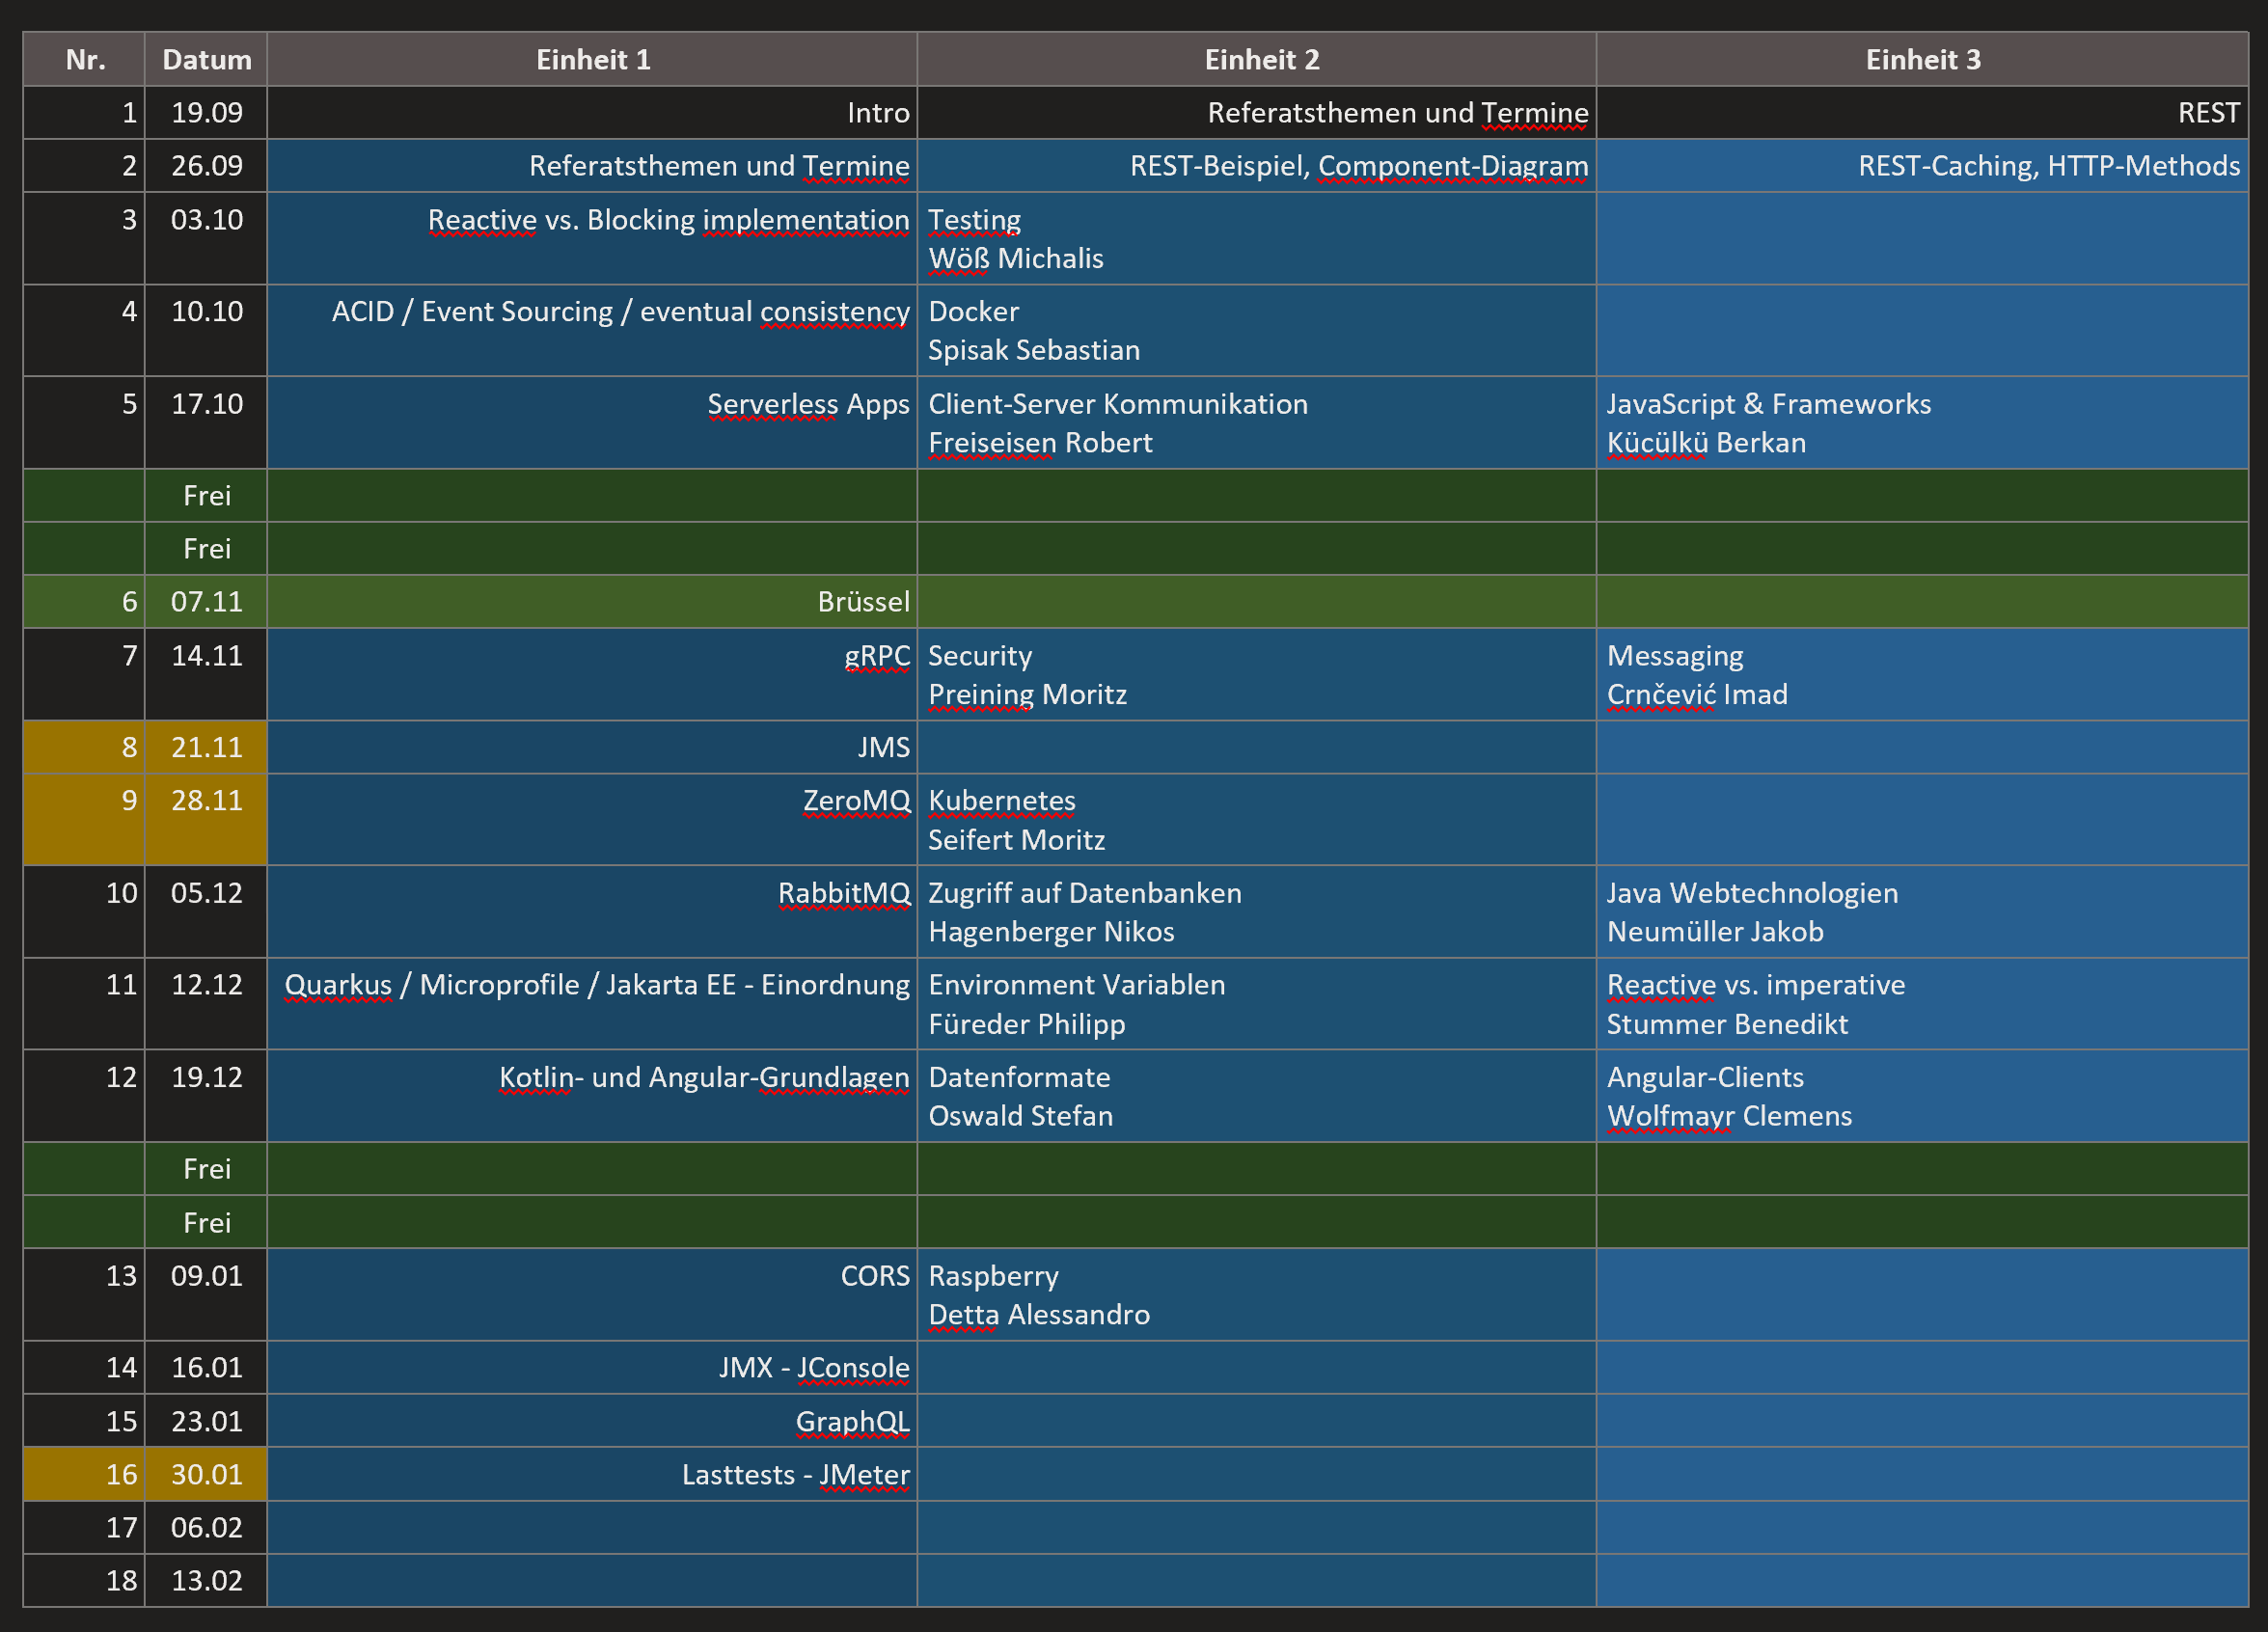 Nr. Datum Einheit 1 Einheit 2 Einheit 3
1 19.09 Intro Referatsthemen und Termine REST
2 26.09 Referatsthemen und Termine REST-Beispiel, Component-Diagram REST-Caching, HTTP-Methods
3 03.10 Reactive vs. Blocking implementation Testing
Wöß Michalis
4 10.10 ACID / Event Sourcing / eventual consistency Docker
Spisak Sebastian
5 17.10 Serverless Apps Client-Server Kommunikation JavaScript & Frameworks
Freiseisen Robert Kücülkü Berkan
Frei
Frei
6 07.11 Brüssel
7 14.11 gRPC Security Messaging
Preining Moritz Crnčević Imad
8 21.11 JMS
9 28.11 ZeroMQ Kubernetes
Seifert Moritz
10 05.12 RabbitMQ Zugriff auf Datenbanken Java Webtechnologien
Hagenberger Nikos Neumüller Jakob
11 12.12 Quarkus / Microprofile / Jakarta EE - Einordnung Environment Variablen Reactive vs. imperative
Füreder Philipp Stummer Benedikt
12 19.12 Kotlin- und Angular-Grundlagen Datenformate Angular-Clients
Oswald Stefan Wolfmayr Clemens
Frei
Frei
13 09.01 CORS Raspberry
Detta Alessandro
14 16.01 JMX - JConsole
15 23.01 GraphQL
16 30.01 Lasttests - JMeter
17 06.02
18 13.02